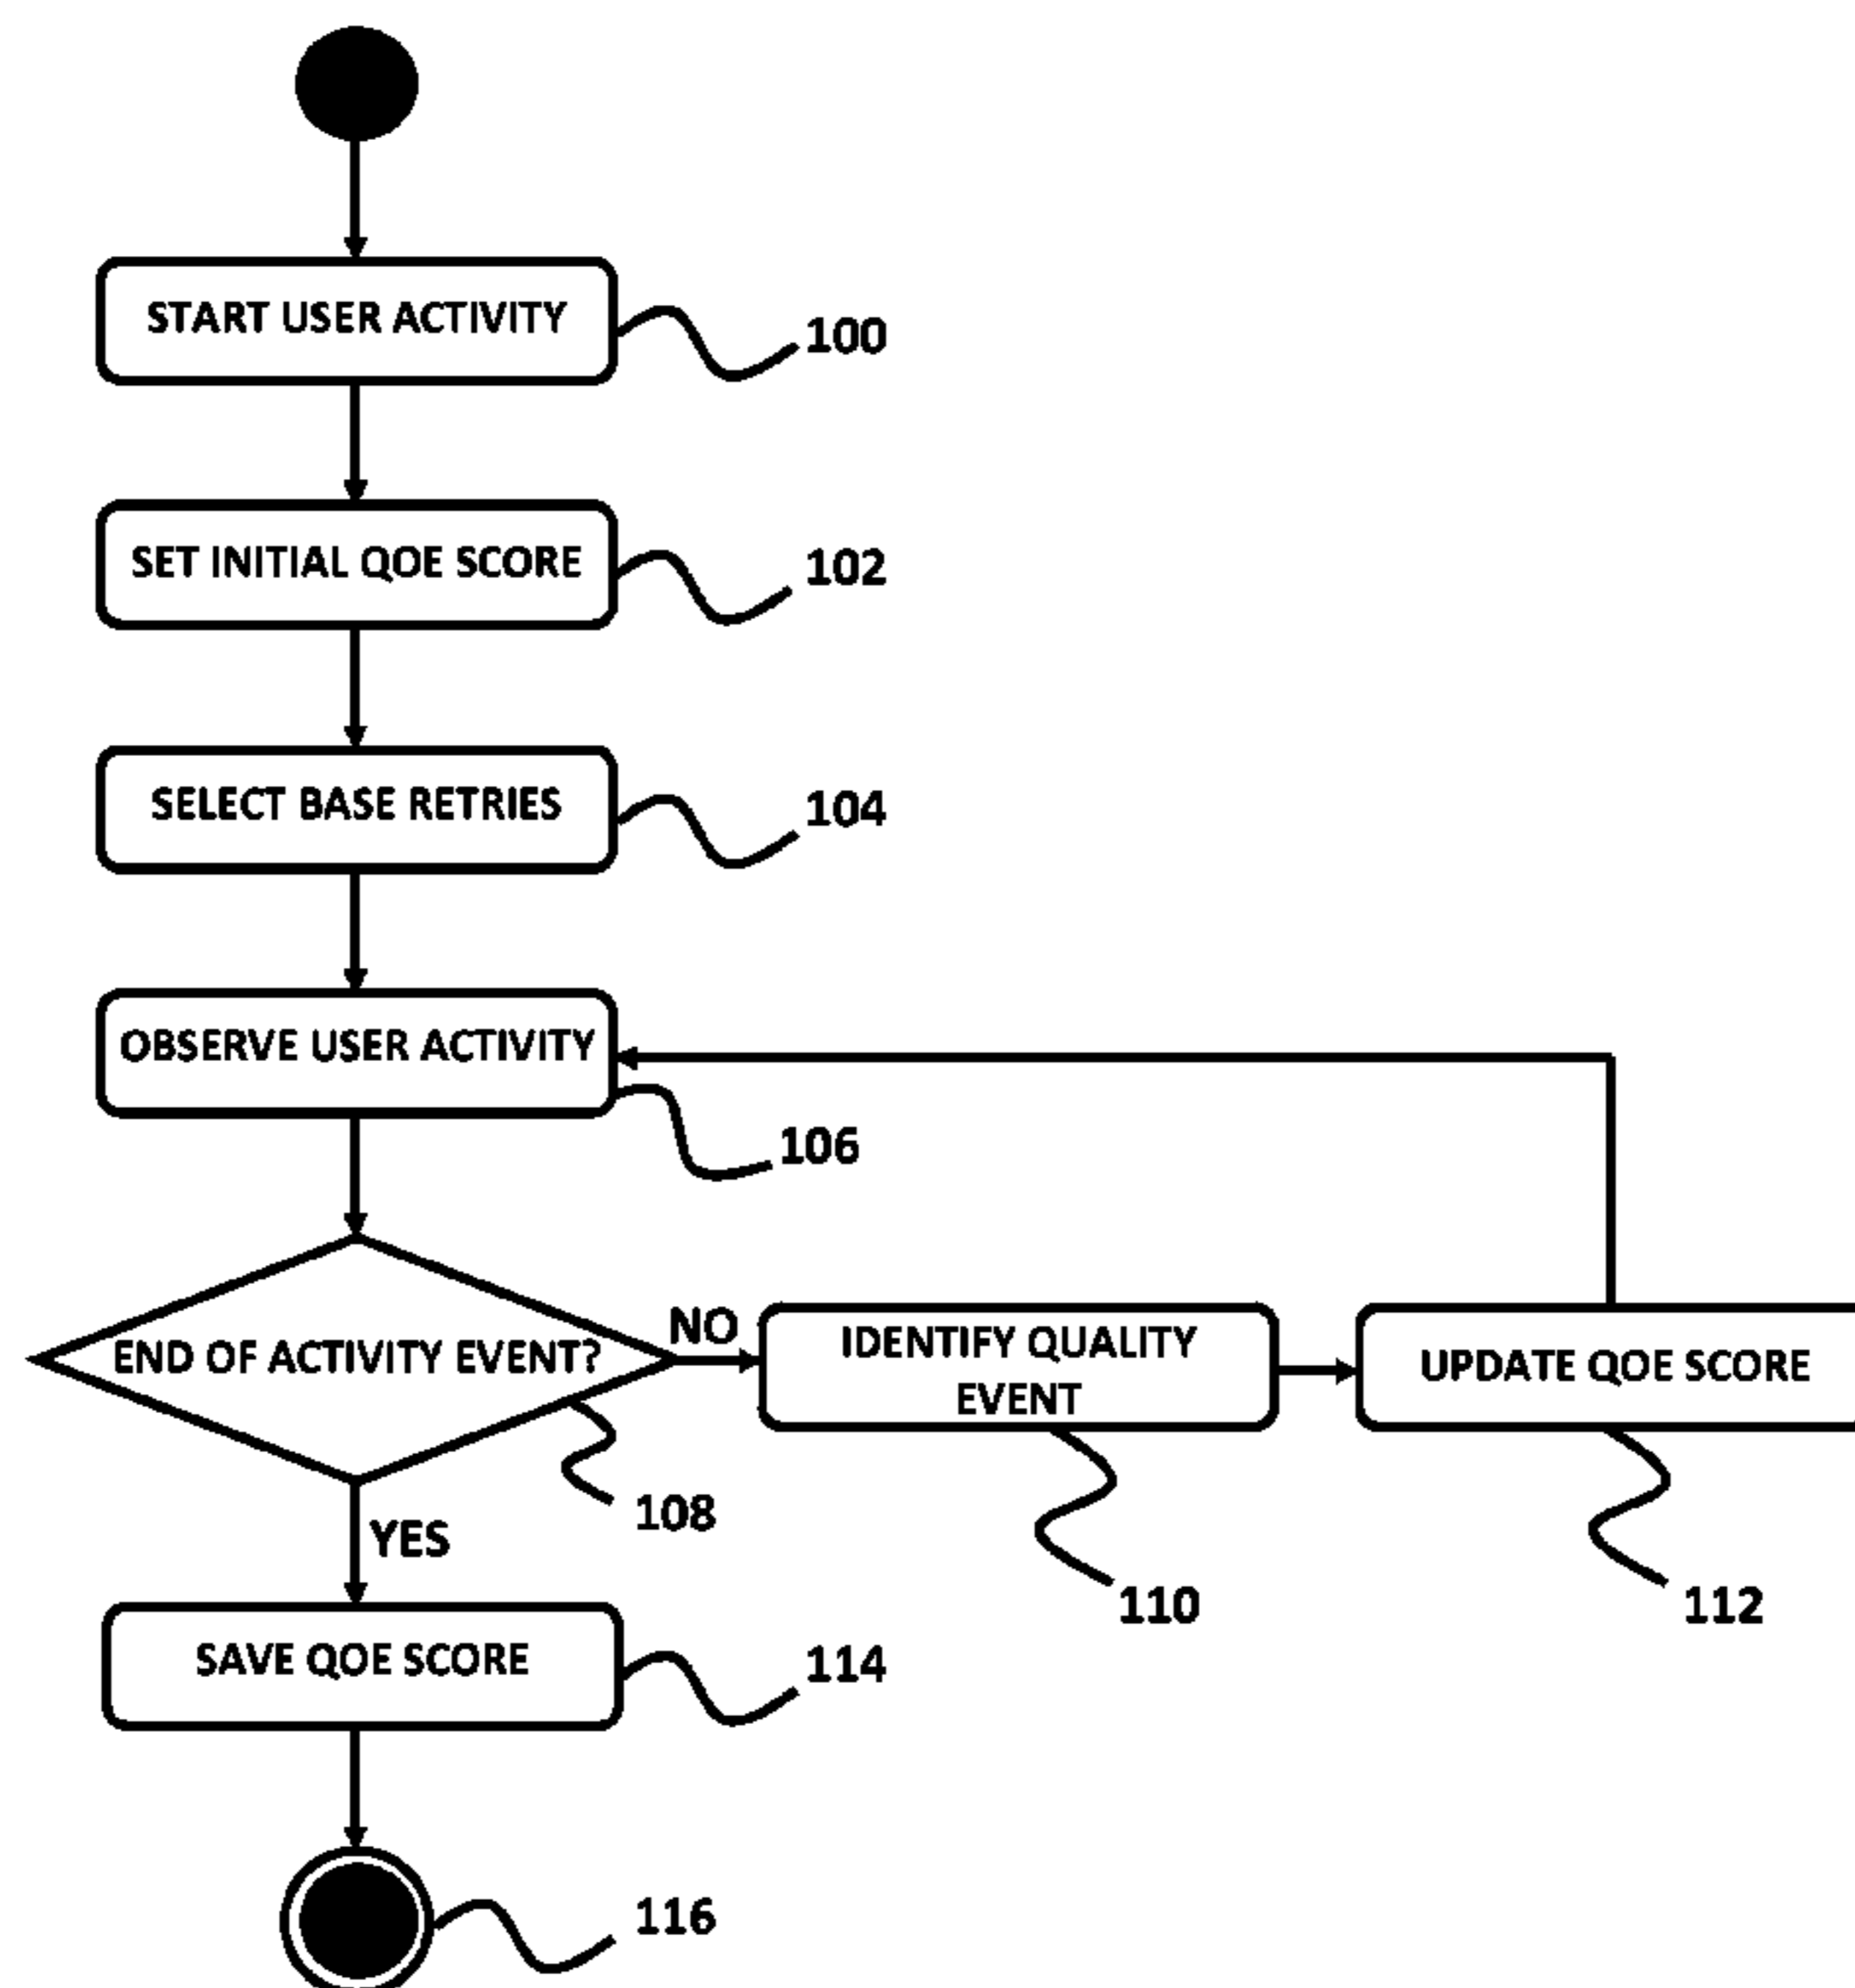 START USER ACTIVITY
100
SET INITIAL QOE SCORE
102
SELECT BASE RETRIES
104
OBSERVE USER ACTIVITY
106
END OF ACTIVITY EVENT?
NO
IDENTIFY QUALITY
EVENT
UPDATE QOE SCORE
108
YES
110
112
SAVE QOE SCORE
114
116